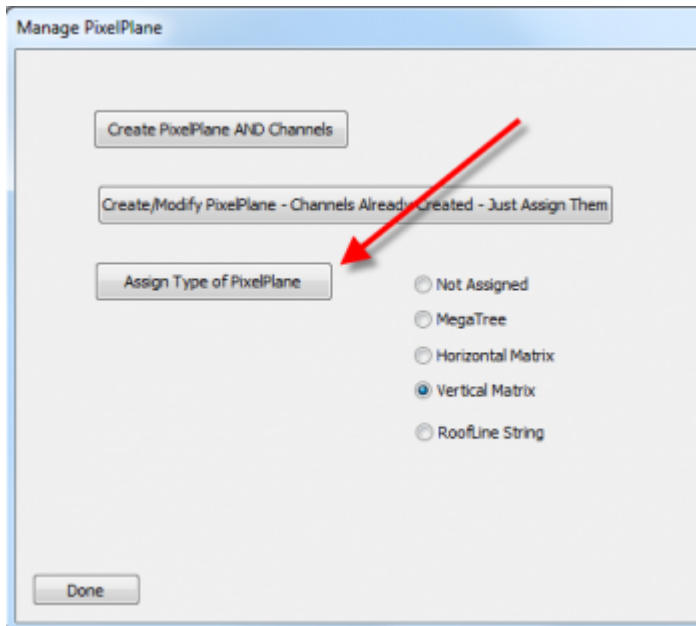 Manage PixelPlane
Create PixelPlane AND Channels
Create/Modify PixelPlane - Channels Already Created - Just Assign Them
Assign Type of PixelPlane
Not Assigned
MegaTree
Horizontal Matrix
Vertical Matrix
RoofLine String
Done